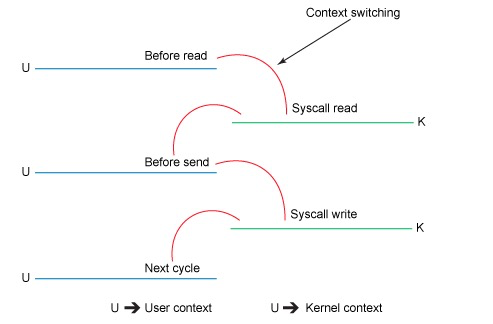 Context switching
Before read
U
Syscall read
K
Before send
U
Syscall write
K
Next cycle
U
U → User context
U → Kernel context